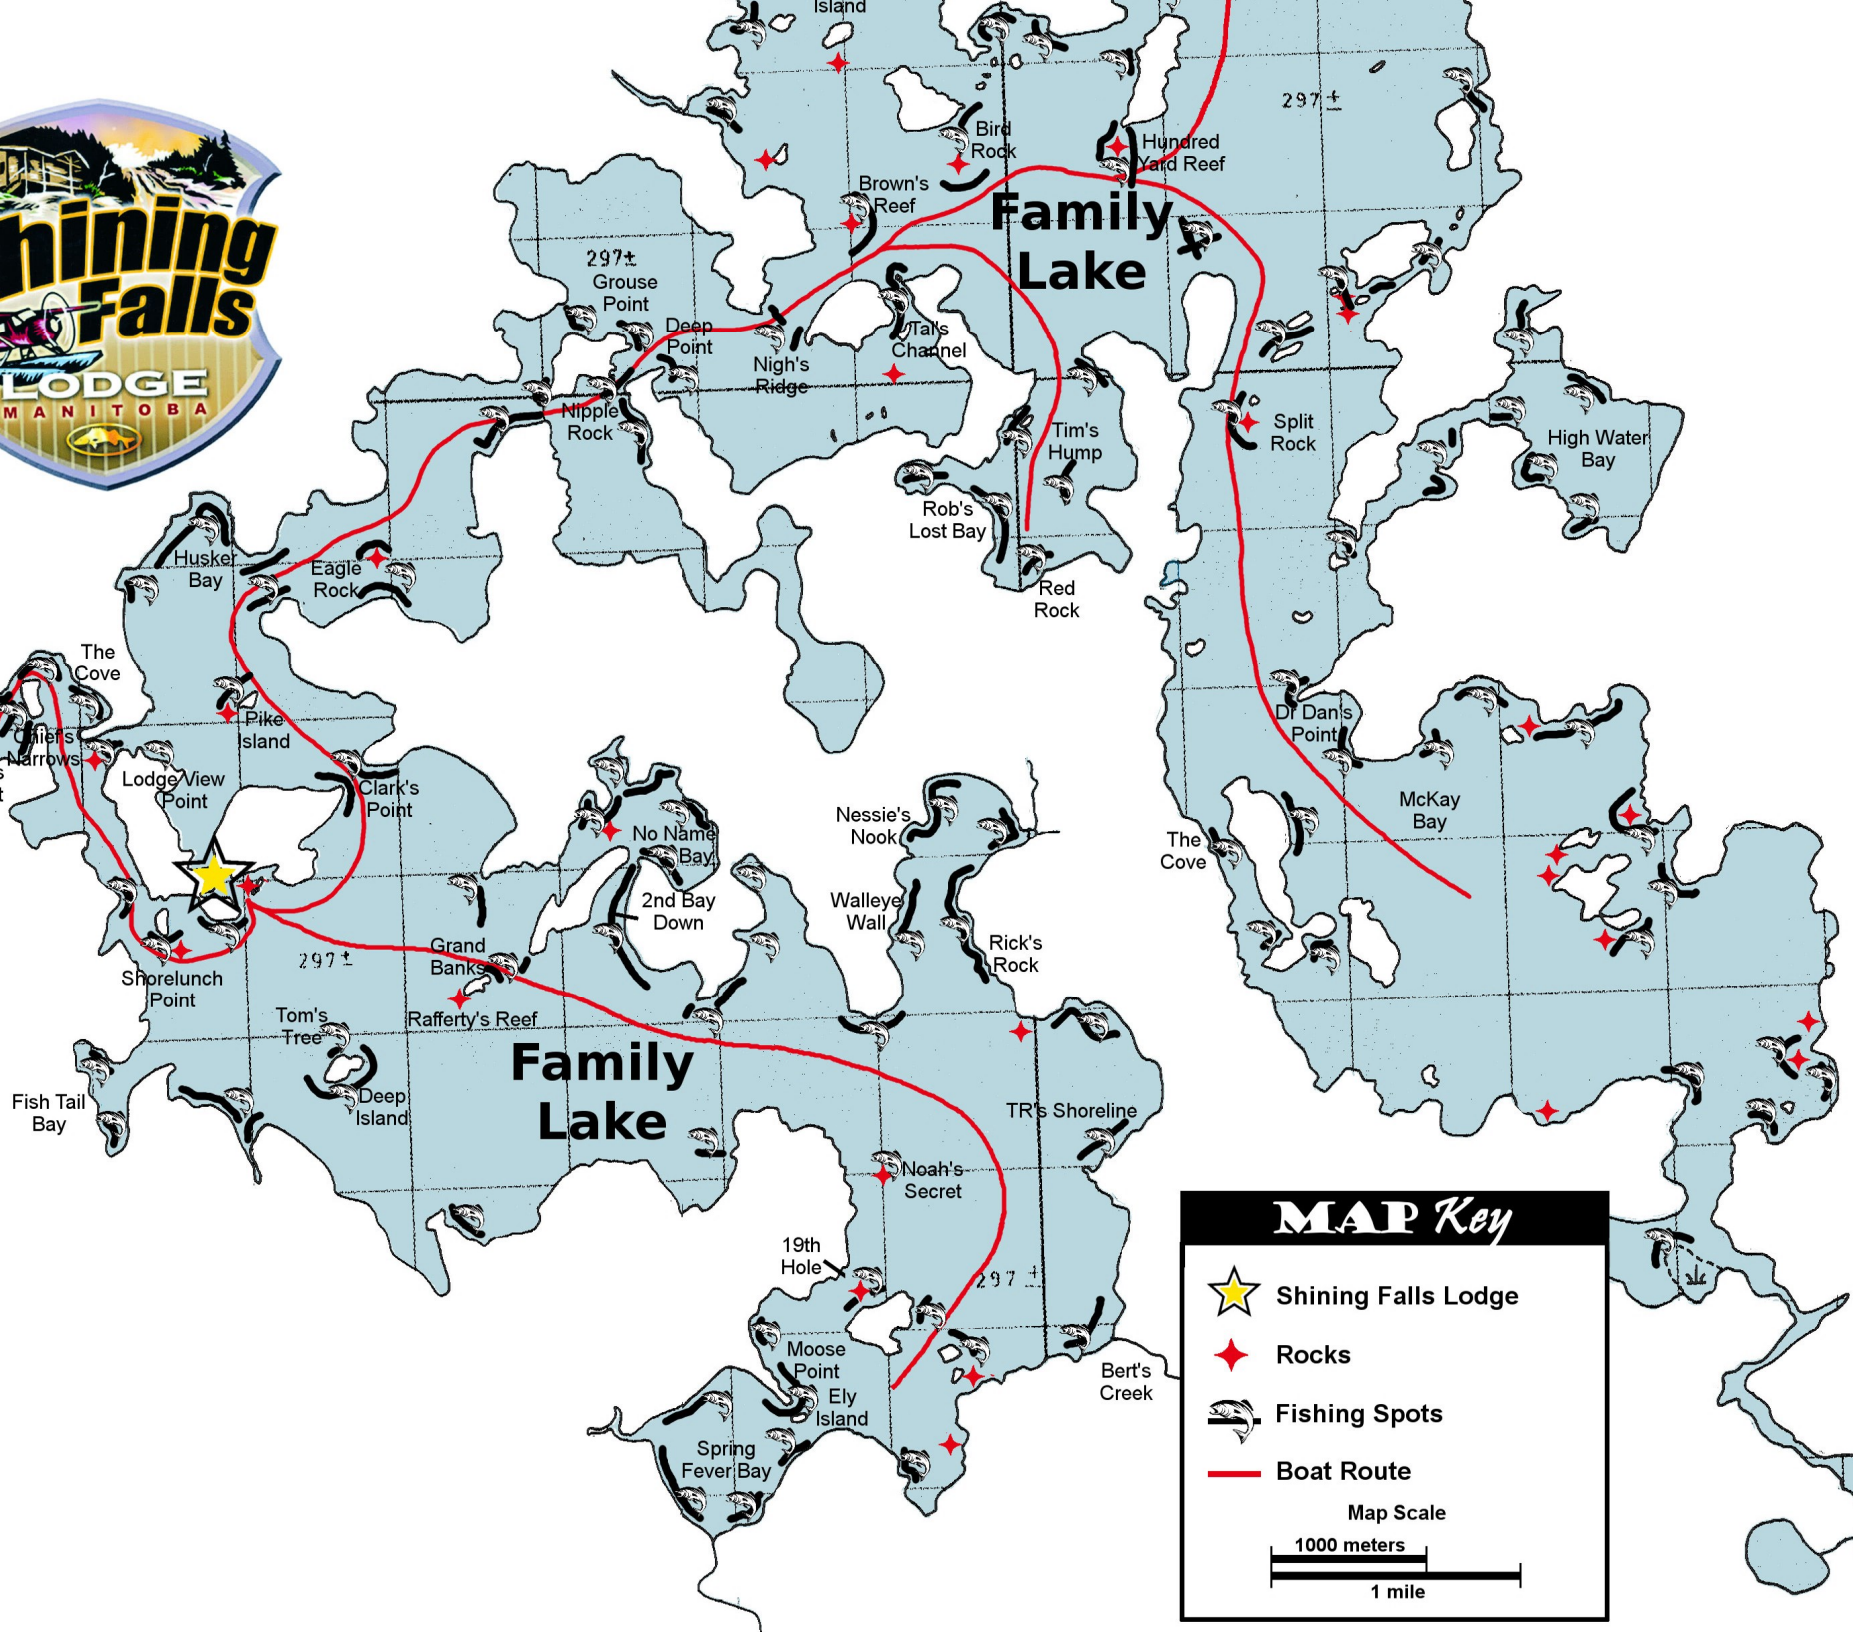 Island
297±
Bird
Rock
Hundred
Yard Reef
Brown's
Reef
Family
Lake
Shining
Falls
LODGE
MANITOBA
297±
Grouse
Point
Deep
Point
Nigh's
Ridge
Tal's
Channel
Nipple
Rock
Tim's
Hump
Split
Rock
High Water
Bay
Rob's
Lost Bay
Red
Rock
Husker
Bay
Eagle
Rock
The
Cove
Chief's
Narrows
Pike
Island
Lodge View
Point
Clark's
Point
Dr Dan's
Point
McKay
Bay
The
Cove
Nessie's
Nook
No Name
Bay
2nd Bay
Down
Walleye
Wall
Rick's
Rock
Grand
Banks
297±
Shorelunch
Point
Rafferty's Reef
Tom's
Tree
Family
Lake
Deep
Island
Fish Tail
Bay
TR's Shoreline
Noah's
Secret
19th
Hole
297±
Moose
Point
Ely
Island
Bert's
Creek
Spring
Fever Bay
MAP Key
Shining Falls Lodge
Rocks
Fishing Spots
Boat Route
Map Scale
1000 meters
1 mile